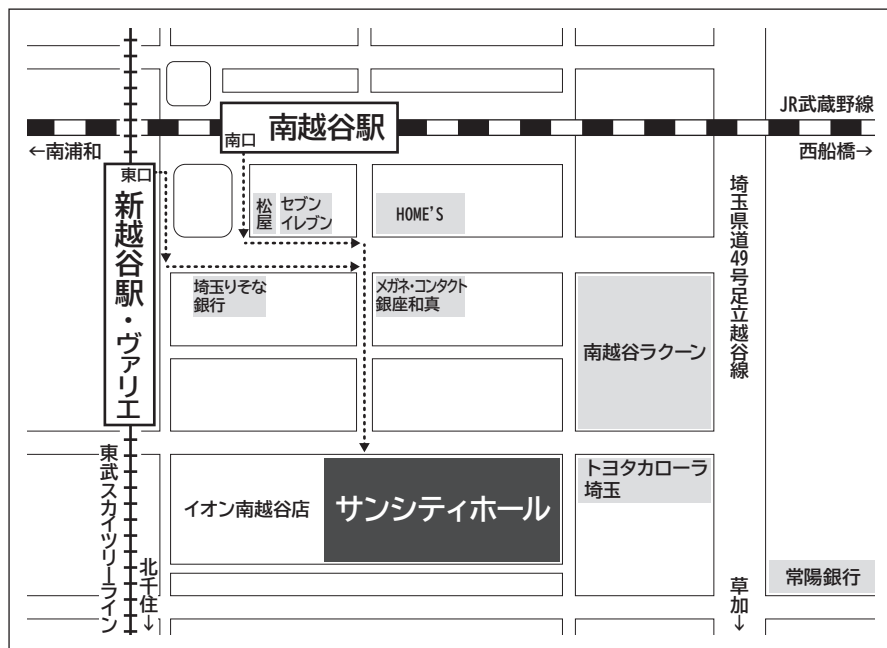 JR武蔵野線
南口 南越谷駅
←南浦和
西船橋→
東口
新越谷駅・ヴァリエ
松屋
セブン
イレブン
HOME'S
埼玉県道49号足立越谷線
埼玉りそな
銀行
メガネ・コンタクト
銀座和真
南越谷ラクーン
東武スカイツリーライン
イオン南越谷店
サンシティホール
トヨタカローラ
埼玉
北千住→
常陽銀行
草加→